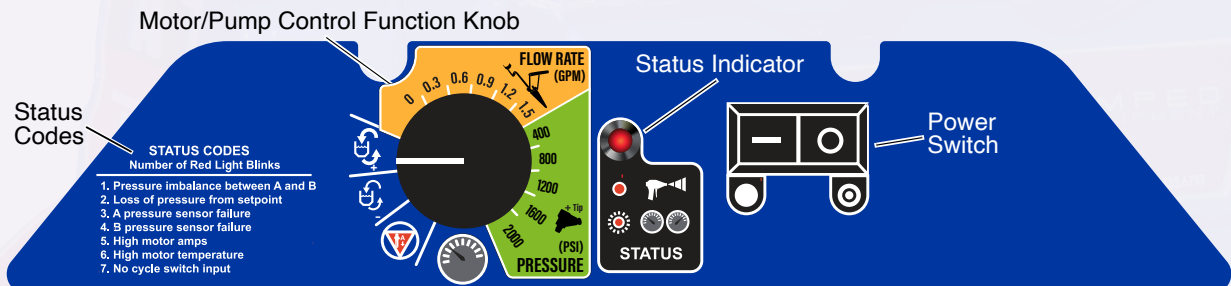 Motor/Pump Control Function Knob
Status
Codes
STATUS CODES
Number of Red Light Blinks
1. Pressure imbalance between A and B
2. Loss of pressure from setpoint
3. A pressure sensor failure
4. B pressure sensor failure
5. High motor amps
6. High motor temperature
7. No cycle switch input
FLOW RATE
(GPM)
0 0.3 0.6 0.9 1.2 1.5
400
800
1200
1600
2000
+ Tip
(PSI)
PRESSURE
+
-
Status Indicator
STATUS
Power
Switch